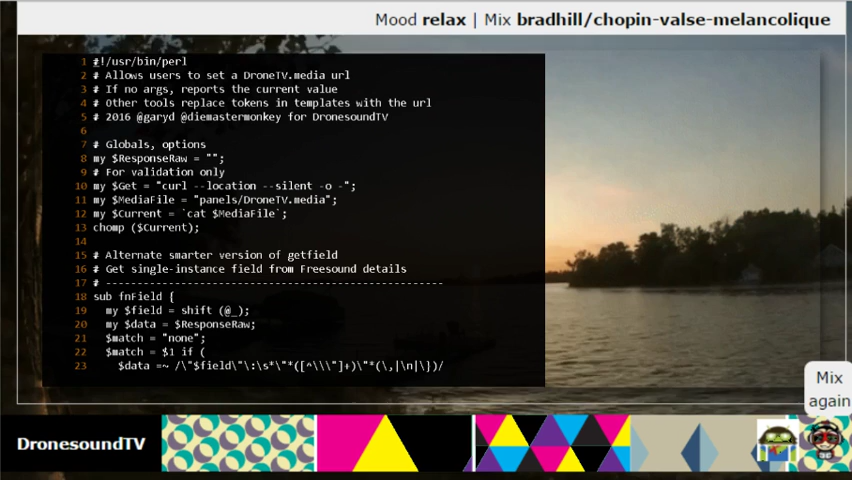 Mood relax | Mix bradhill/chopin-valse-melancolique
1 #!/usr/bin/perl
2 # Allows users to set a DroneTV.media url
3 # If no args, reports the current value
4 # Other tools replace tokens in templates with the url
5 # 2016 @garyd @diemastermonkey for DronesoundTV
6
7 # Globals, options
8 my $ResponseRaw = "";
9 # For validation only
10 my $Get = "curl --location --silent -o -";
11 my $MediaFile = "panels/DroneTV.media";
12 my $Current = `cat $MediaFile`;
13 chomp ($Current);
14
15 # Alternate smarter version of getfield
16 # Get single-instance field from Freesound details
17 # ---------------------------------------------------------
18 sub fnField {
19 my $field = shift (@_);
20 my $data = $ResponseRaw;
21 $match = "none";
22 $match = $1 if (
23 $data =~ /\"$field\"\:\s*\"*([^\\\"]+)\"*(\,|\n|\})/
Mix
again
DronesoundTV